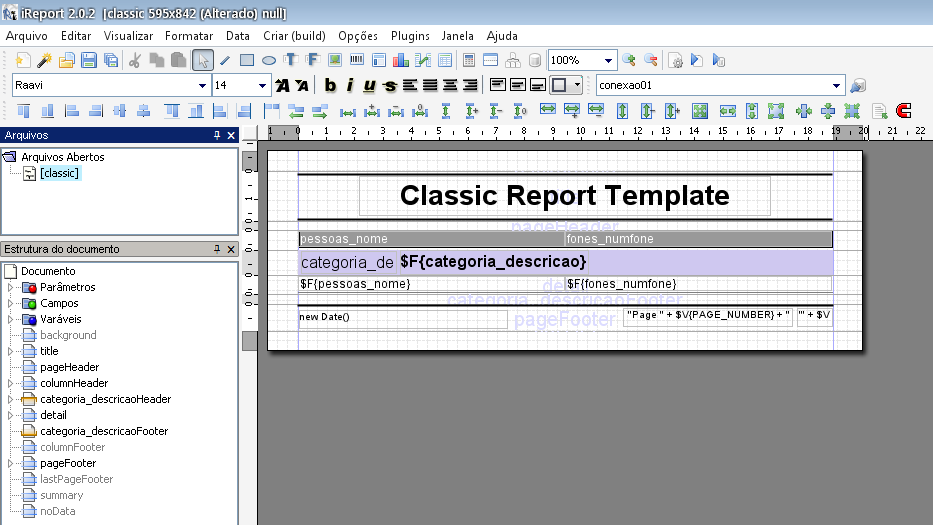 iReport 2.0.2 [classic 595x842 (Alterado) null]
Arquivo Editar Visualizar Formatar Data Criar (build) Opções Plugins Janela Ajuda
100%
Raavi 14 b i u s conexao01
Arquivos
1 0 1 2 3 4 5 6 7 8 9 10 11 12 13 14 15 16 17 18 19 20 21 22
Arquivos Abertos
[classic]
Classic Report Template
pageHeader
pessoas_nome fones_numfone
Estrutura do documento
categoria_de $F{categoria_descricao}
Documento
$F{pessoas_nome} $F{fones_numfone}
Parâmetros
categoria_descricaoFooter
Campos
new Date() pageFooter "Page " + $V{PAGE_NUMBER} + " "" + $V
Varáveis
background
title
pageHeader
columnHeader
categoria_descricaoHeader
detail
categoria_descricaoFooter
columnFooter
pageFooter
lastPageFooter
summary
noData